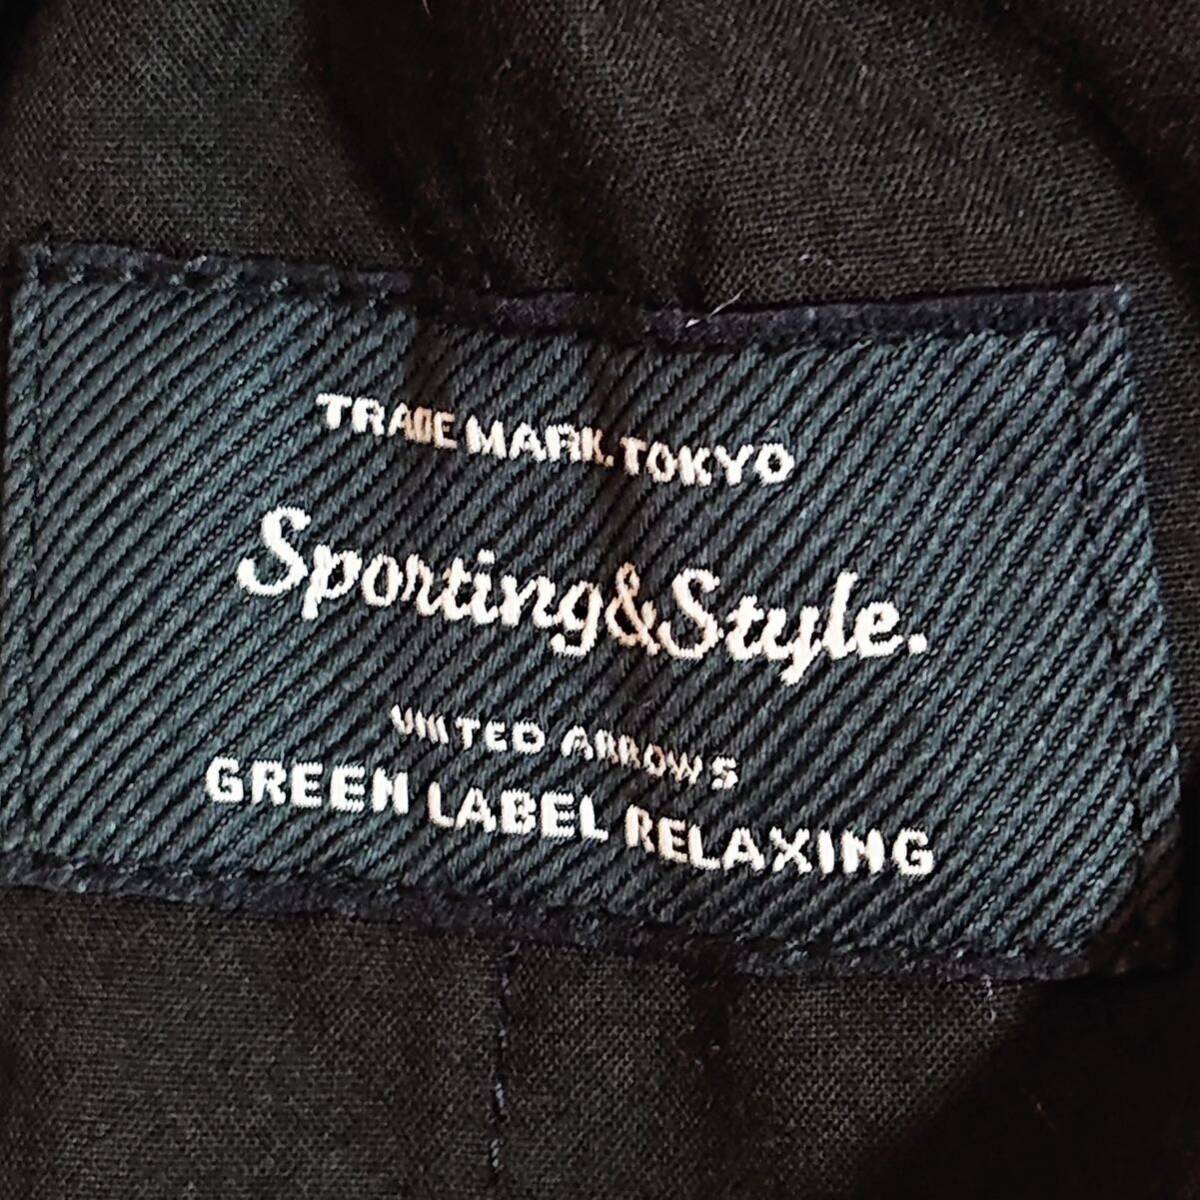 TRADE MARK.TOKYO
Sporting&Style.
UNITED ARROWS
GREEN LABEL RELAXING